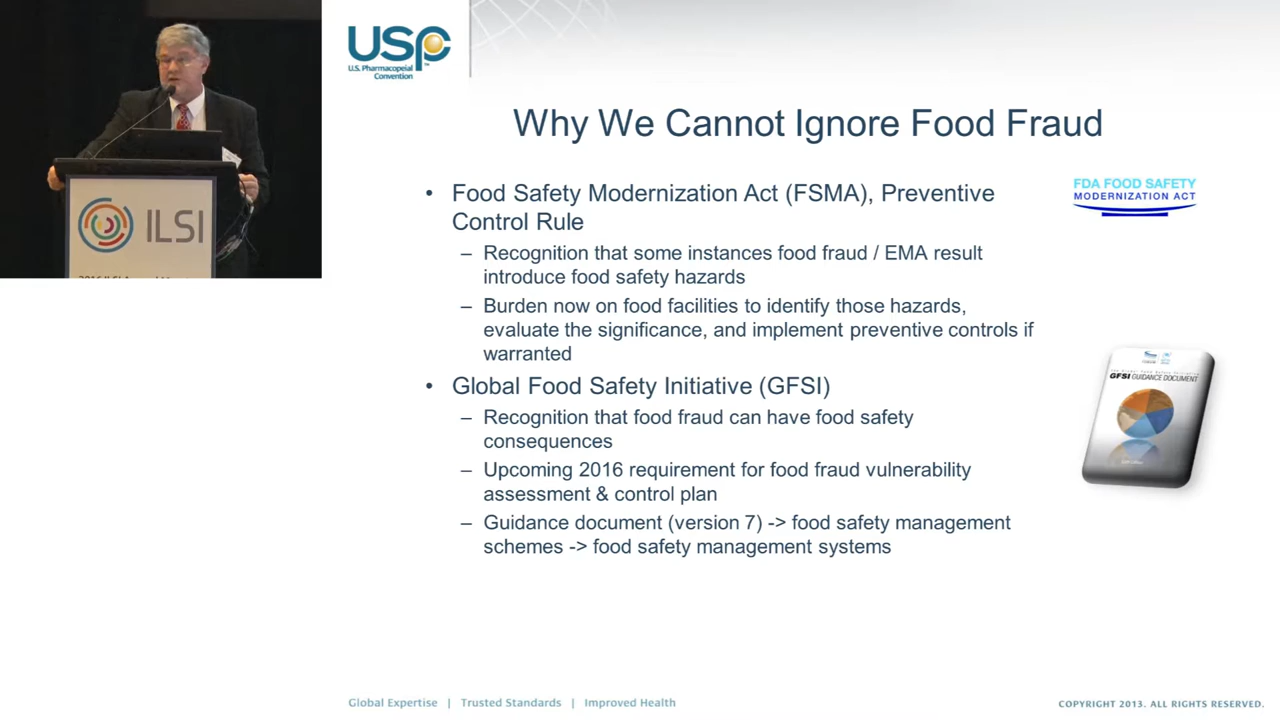 USP
U.S. Pharmacopeial
Convention
Why We Cannot Ignore Food Fraud
• Food Safety Modernization Act (FSMA), Preventive
Control Rule
– Recognition that some instances food fraud / EMA result
introduce food safety hazards
– Burden now on food facilities to identify those hazards,
evaluate the significance, and implement preventive controls if
warranted
• Global Food Safety Initiative (GFSI)
– Recognition that food fraud can have food safety
consequences
– Upcoming 2016 requirement for food fraud vulnerability
assessment & control plan
– Guidance document (version 7) -> food safety management
schemes -> food safety management systems
FDA FOOD SAFETY
MODERNIZATION ACT
GFSI GUIDANCE DOCUMENT
ILSI
Global Expertise | Trusted Standards | Improved Health
COPYRIGHT 2013. ALL RIGHTS RESERVED.